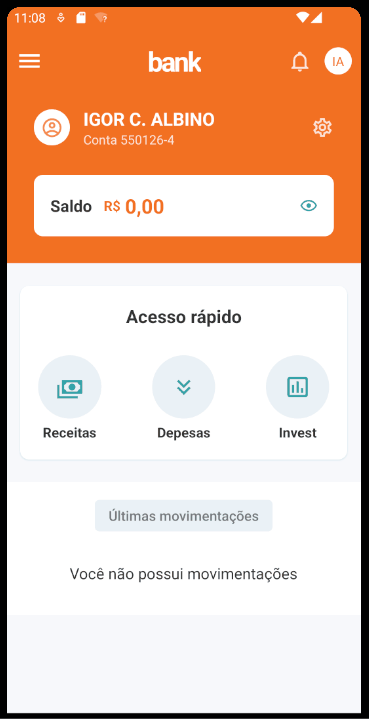 11:08
bank
IA
IGOR C. ALBINO
Conta 550126-4
Saldo R$ 0,00
Acesso rápido
Receitas Depesas Invest
Últimas movimentações
Você não possui movimentações